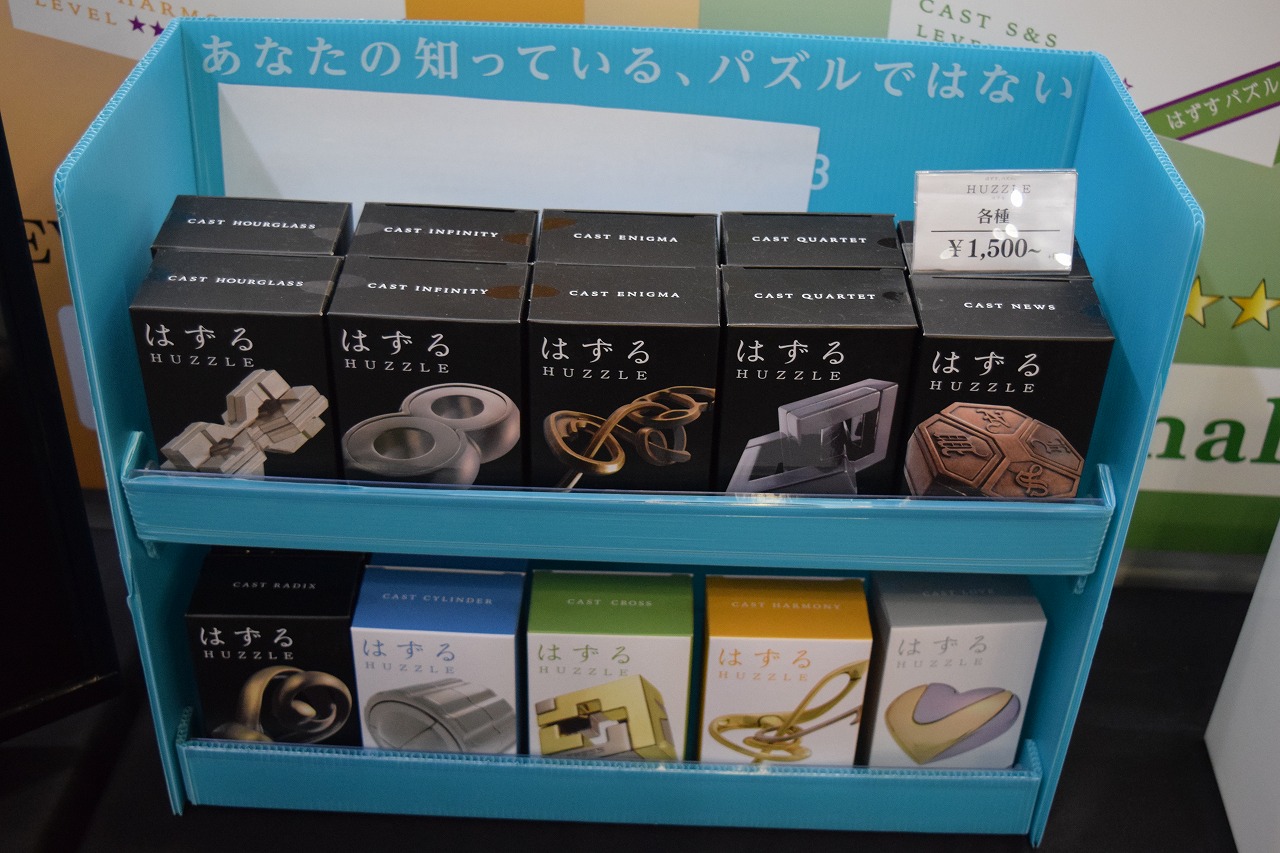 HARMO
LEVEL ★★
CAST S&S
LEVEL
はずすパズル
あなたの知っている、パズルではない
3
HUZZLE
各種
¥1,500~
CAST HOURGLASS
CAST INFINITY
CAST ENIGMA
CAST QUARTET
CAST HOURGLASS
CAST INFINITY
CAST ENIGMA
CAST QUARTET
CAST NEWS
はずる
HUZZLE
はずる
HUZZLE
はずる
HUZZLE
はずる
HUZZLE
はずる
HUZZLE
CAST RADIX
CAST CYLINDER
CAST CROSS
CAST HARMONY
CAST LOVE
はずる
HUZZLE
はずる
HUZZLE
はずる
HUZZLE
はずる
HUZZLE
はずる
HUZZLE